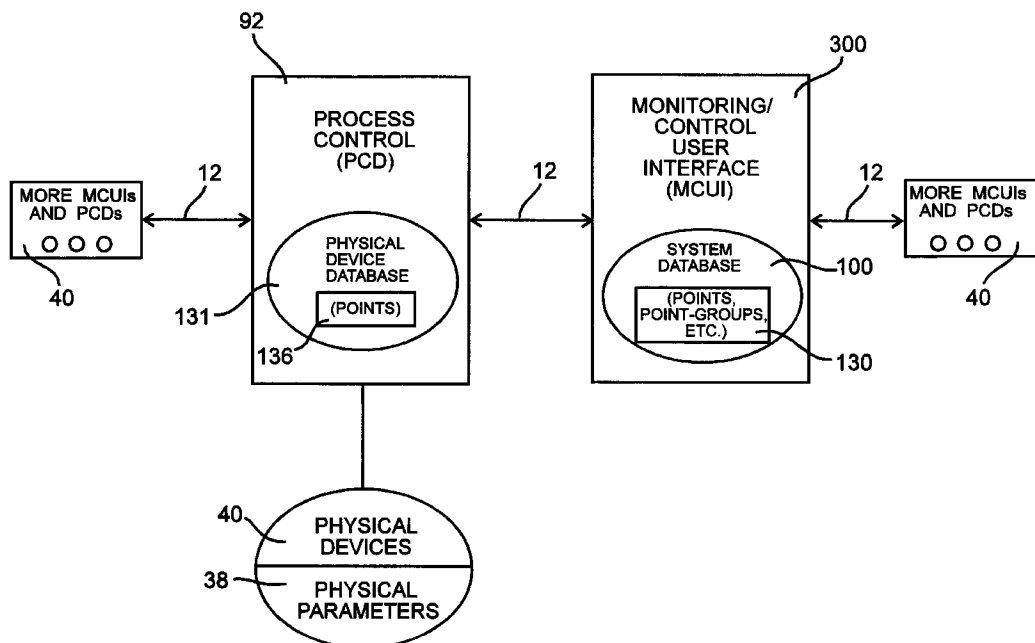 92
300
PROCESS
CONTROL
(PCD)
MONITORING/
CONTROL
USER
INTERFACE
(MCUI)
12
12
12
MORE MCUIs
AND PCDs
40
MORE MCUIs
AND PCDs
40
PHYSICAL
DEVICE
DATABASE
(POINTS)
131
136
SYSTEM
DATABASE
100
(POINTS,
POINT-GROUPS,
ETC.)
130
40
PHYSICAL
DEVICES
38
PHYSICAL
PARAMETERS